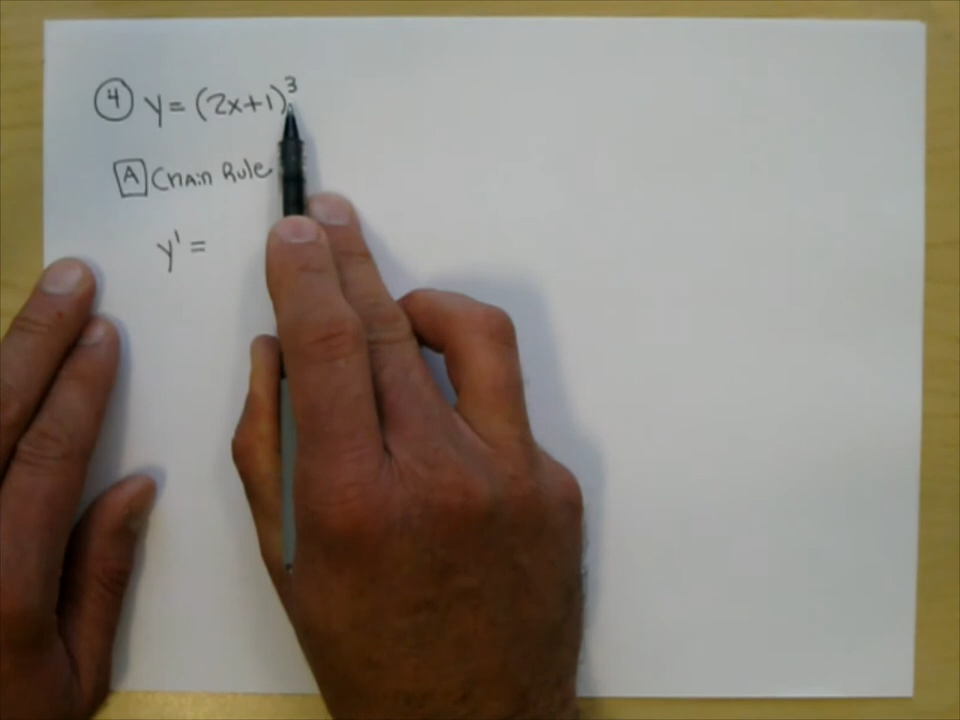 ④ y = (2x+1)³
[A] Chain Rule
y' =